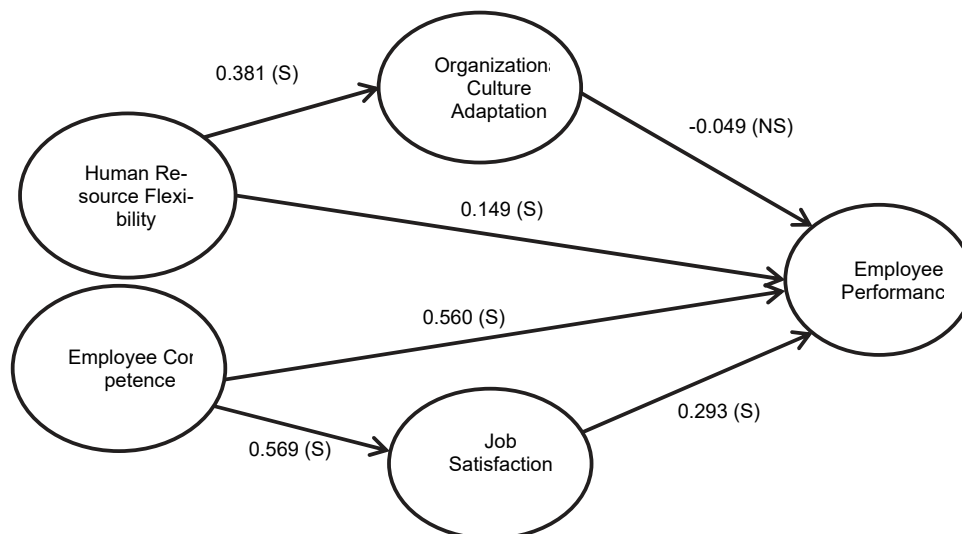 0.381 (S)
Organizationa
Culture
Adaptation
-0.049 (NS)
Human Re-
source Flexi-
bility
0.149 (S)
Employee
Performanc
0.560 (S)
Employee Cor
petence
0.569 (S)
Job
Satisfaction
0.293 (S)